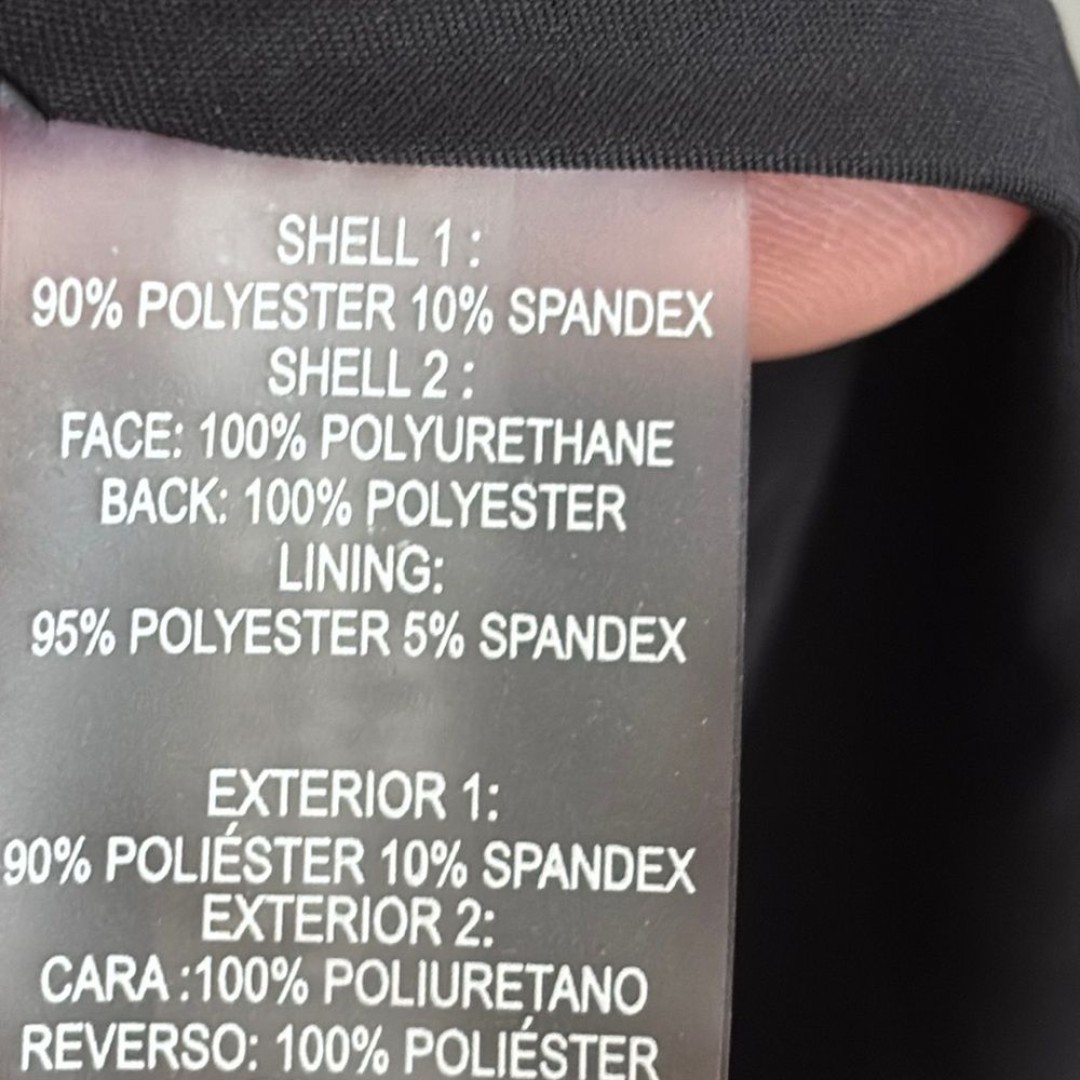 SHELL 1 :
90% POLYESTER 10% SPANDEX
SHELL 2 :
FACE: 100% POLYURETHANE
BACK: 100% POLYESTER
LINING:
95% POLYESTER 5% SPANDEX
EXTERIOR 1:
90% POLIÉSTER 10% SPANDEX
EXTERIOR 2:
CARA :100% POLIURETANO
REVERSO: 100% POLIÉSTER